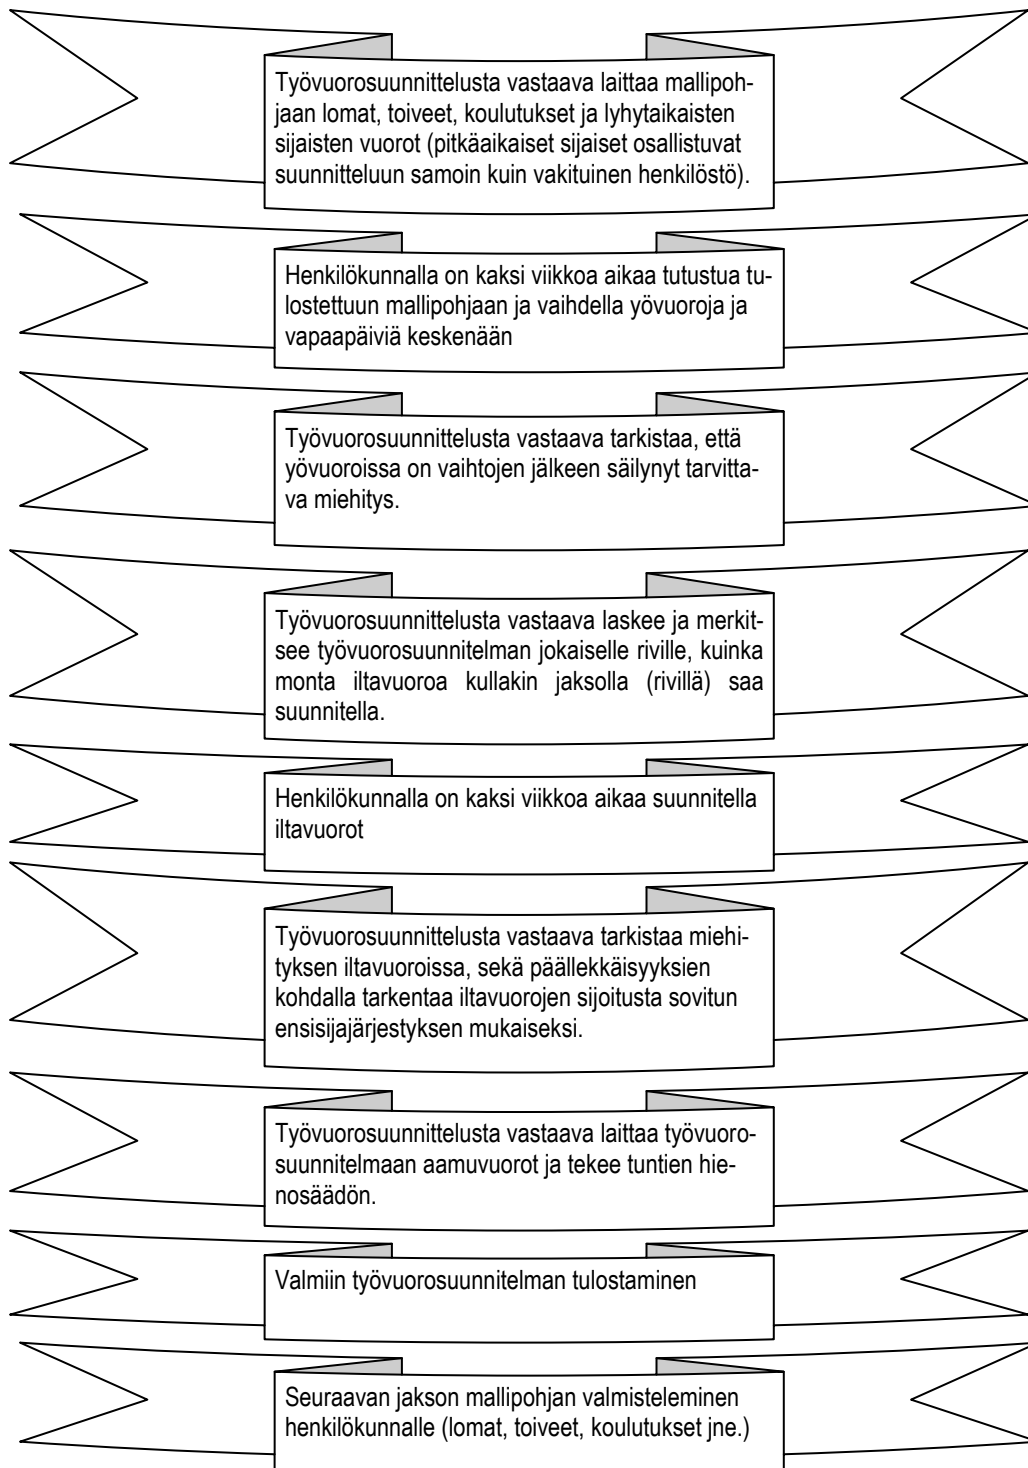 Työvuorosuunnittelusta vastaava laittaa mallipoh-
jaan lomat, toiveet, koulutukset ja lyhytaikaisten
sijaisten vuorot (pitkäaikaiset sijaiset osallistuvat
suunnitteluun samoin kuin vakituinen henkilöstö).
Henkilökunnalla on kaksi viikkoa aikaa tutustua tu-
lostettuun mallipohjaan ja vaihdella yövuoroja ja
vapaapäiviä keskenään
Työvuorosuunnittelusta vastaava tarkistaa, että
yövuoroissa on vaihtojen jälkeen säilynyt tarvitta-
va miehitys.
Työvuorosuunnittelusta vastaava laskee ja merkit-
see työvuorosuunnitelman jokaiselle riville, kuinka
monta iltavuoroa kullakin jaksolla (rivillä) saa
suunnitella.
Henkilökunnalla on kaksi viikkoa aikaa suunnitella
iltavuorot
Työvuorosuunnittelusta vastaava tarkistaa miehi-
tyksen iltavuoroissa, sekä päällekkäisyyksien
kohdalla tarkentaa iltavuorojen sijoitusta sovitun
ensisijajärjestyksen mukaiseksi.
Työvuorosuunnittelusta vastaava laittaa työvuoro-
suunnitelmaan aamuvuorot ja tekee tuntien hie-
nosäädön.
Valmiin työvuorosuunnitelman tulostaminen
Seuraavan jakson mallipohjan valmisteleminen
henkilökunnalle (lomat, toiveet, koulutukset jne.)